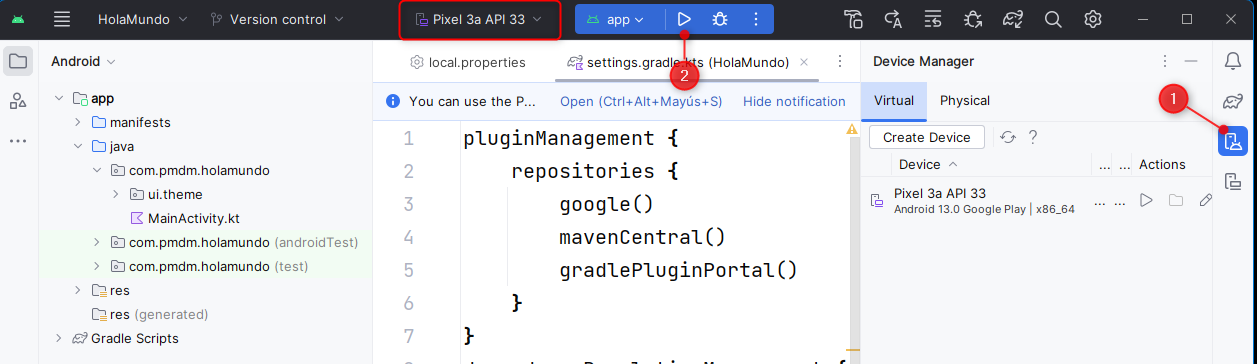 HolaMundo
Version control
Pixel 3a API 33
app
Android
local.properties
settings.gradle.kts (HolaMundo)
2
Device Manager
app
manifests
java
com.pmdm.holamundo
ui.theme
MainActivity.kt
com.pmdm.holamundo (androidTest)
com.pmdm.holamundo (test)
res
res (generated)
Gradle Scripts
You can use the P... Open (Ctrl+Alt+Mayús+S) Hide notification
1 pluginManagement {
2 repositories {
3 google()
4 mavenCentral()
5 gradlePluginPortal()
6 }
7 }
Virtual Physical
1
Create Device ?
Device ... ... Actions
Pixel 3a API 33
Android 13.0 Google Play | x86_64 ... ...